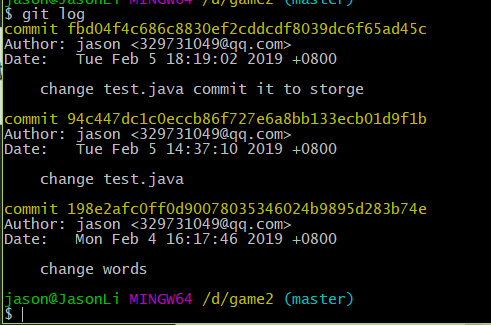 jason@JasonLi MINGW64 /d/game2 (master)
$ git log
commit fbd04f4c686c8830ef2cddcdf8039dc6f65ad45c
Author: jason <329731049@qq.com>
Date:   Tue Feb 5 18:19:02 2019 +0800
    change test.java commit it to storge
commit 94c447dc1c0eccb86f727e6a8bb133ecb01d9f1b
Author: jason <329731049@qq.com>
Date:   Tue Feb 5 14:37:10 2019 +0800
    change test.java
commit 198e2afc0ff0d90078035346024b9895d283b74e
Author: jason <329731049@qq.com>
Date:   Mon Feb 4 16:17:46 2019 +0800
    change words
jason@JasonLi MINGW64 /d/game2 (master)
$